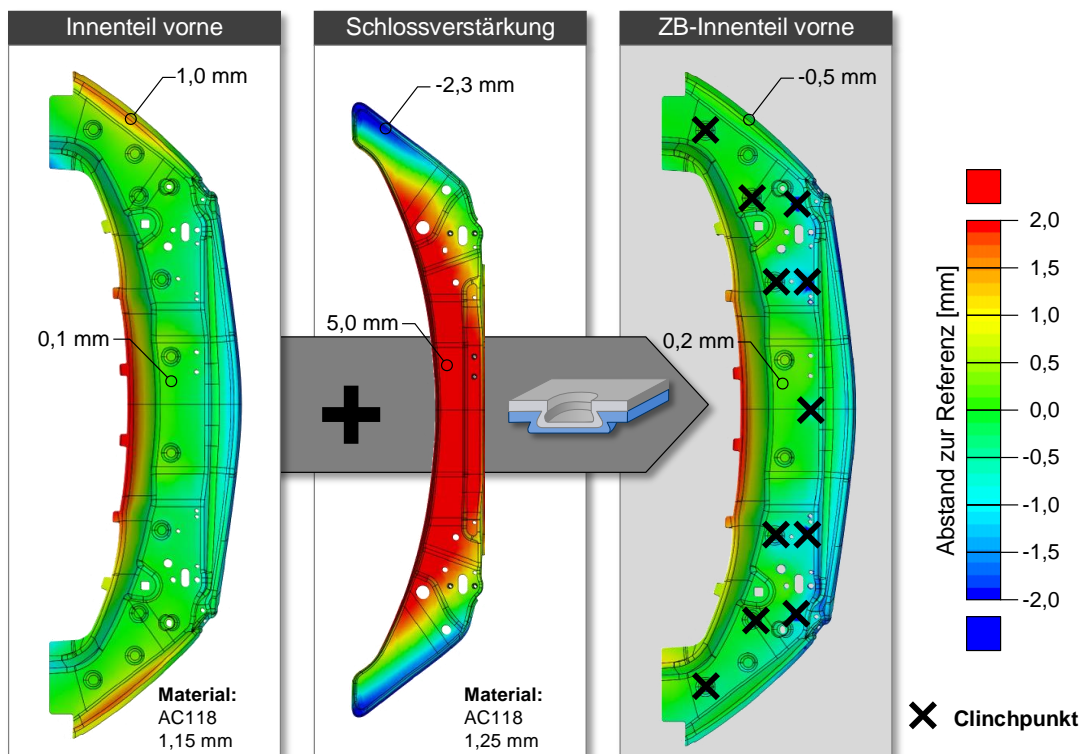 Innenteil vorne
Schlossverstärkung
ZB-Innenteil vorne
1,0 mm
-2,3 mm
-0,5 mm
0,1 mm
5,0 mm
0,2 mm
Material:
AC118
1,15 mm
Material:
AC118
1,25 mm
2,0
1,5
1,0
0,5
0,0
-0,5
-1,0
-1,5
-2,0
Abstand zur Referenz [mm]
Clinchpunkt